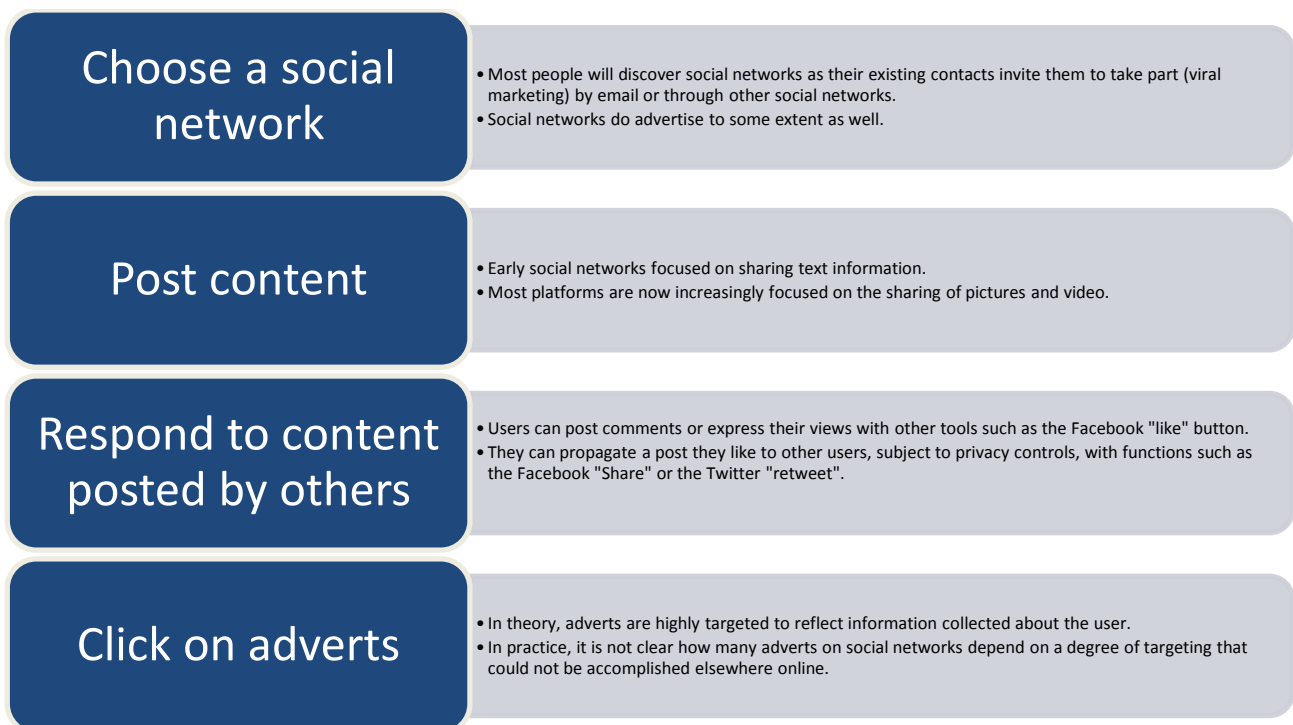 Choose a social
network
• Most people will discover social networks as their existing contacts invite them to take part (viral
marketing) by email or through other social networks.
• Social networks do advertise to some extent as well.
Post content
• Early social networks focused on sharing text information.
• Most platforms are now increasingly focused on the sharing of pictures and video.
Respond to content
posted by others
• Users can post comments or express their views with other tools such as the Facebook "like" button.
• They can propagate a post they like to other users, subject to privacy controls, with functions such as
the Facebook "Share" or the Twitter "retweet".
Click on adverts
• In theory, adverts are highly targeted to reflect information collected about the user.
• In practice, it is not clear how many adverts on social networks depend on a degree of targeting that
could not be accomplished elsewhere online.